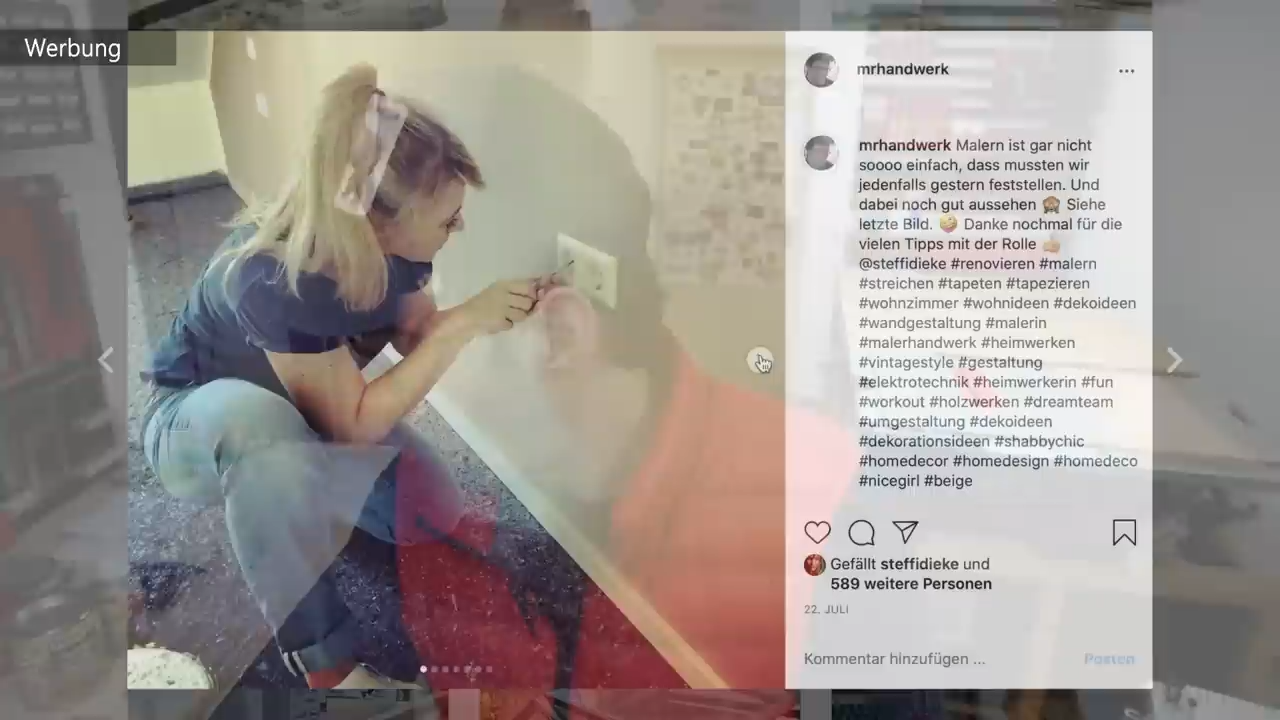 Werbung
mrhandwerk
mrhandwerk Malern ist gar nicht
soooo einfach, dass mussten wir
jedenfalls gestern feststellen. Und
dabei noch gut aussehen 🙈 Siehe
letzte Bild. 🤪 Danke nochmal für die
vielen Tipps mit der Rolle 👍
@steffidieke #renovieren #malern
#streichen #tapeten #tapezieren
#wohnzimmer #wohnideen #dekoideen
#wandgestaltung #malerin
#malerhandwerk #heimwerken
#vintagestyle #gestaltung
#elektrotechnik #heimwerkerin #fun
#workout #holzwerken #dreamteam
#umgestaltung #dekoideen
#dekorationsideen #shabbychic
#homedecor #homedesign #homedeco
#nicegirl #beige
Gefällt steffidieke und
589 weitere Personen
22. JULI
Kommentar hinzufügen ...
Posten